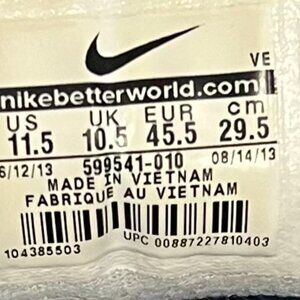 VE
nikebetterworld.com/
US UK EUR cm
11.5 10.5 45.5 29.5
6/12/13 599541-010 08/14/13
MADE IN VIETNAM
FABRIQUE AU VIETNAM
104385503
UPC 00887227810403